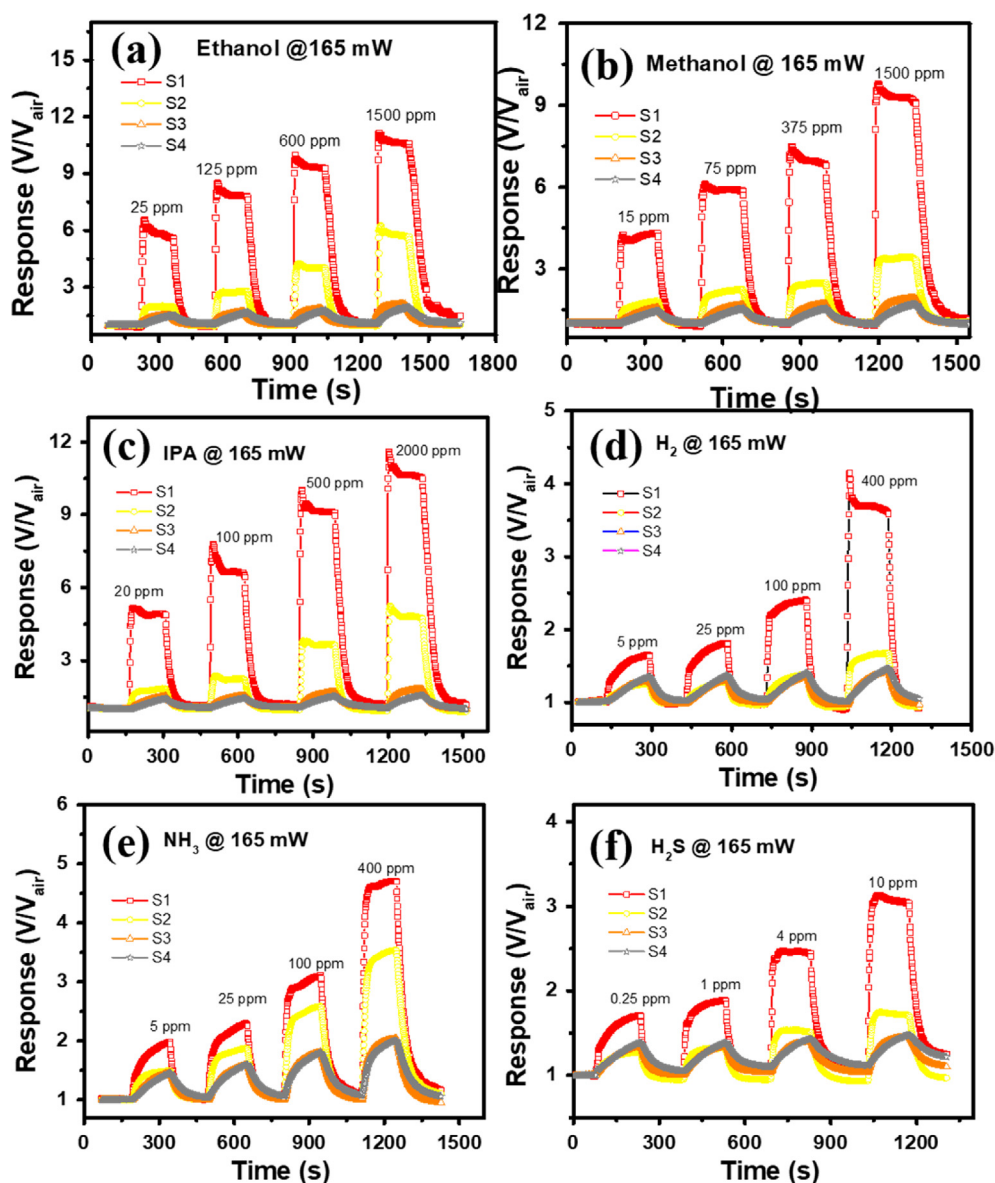 (a)
Ethanol @165 mW
S1
S2
S3
S4
25 ppm
125 ppm
600 ppm
1500 ppm
Response (V/Vair)
15
12
9
6
3
0
300
600
900
1200
1500
1800
Time (s)
(b)
Methanol @ 165 mW
S1
S2
S3
S4
15 ppm
75 ppm
375 ppm
1500 ppm
Response (V/Vair)
12
9
6
3
0
300
600
900
1200
1500
Time (s)
(c)
IPA @ 165 mW
S1
S2
S3
S4
20 ppm
100 ppm
500 ppm
2000 ppm
Response (V/Vair)
12
9
6
3
0
300
600
900
1200
1500
Time (s)
(d)
H2 @ 165 mW
S1
S2
S3
S4
5 ppm
25 ppm
100 ppm
400 ppm
Response (V/Vair)
5
4
3
2
1
0
300
600
900
1200
1500
Time (s)
(e)
NH3 @ 165 mW
S1
S2
S3
S4
5 ppm
25 ppm
100 ppm
400 ppm
Response (V/Vair)
6
5
4
3
2
1
0
300
600
900
1200
1500
Time (s)
(f)
H2S @ 165 mW
S1
S2
S3
S4
0.25 ppm
1 ppm
4 ppm
10 ppm
Response (V/Vair)
4
3
2
1
0
300
600
900
1200
Time (s)